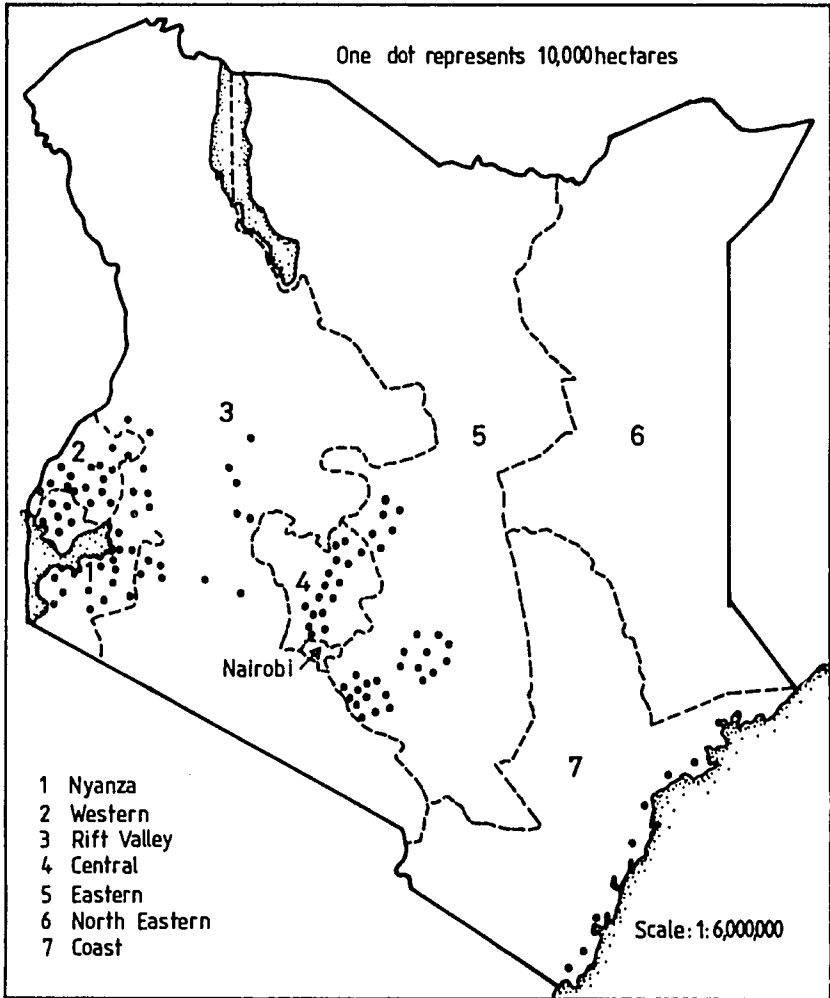 One dot represents 10,000 hectares
3
2
5
6
1
4
Nairobi
7
1 Nyanza
2 Western
3 Rift Valley
4 Central
5 Eastern
6 North Eastern
7 Coast
Scale: 1: 6,000,000